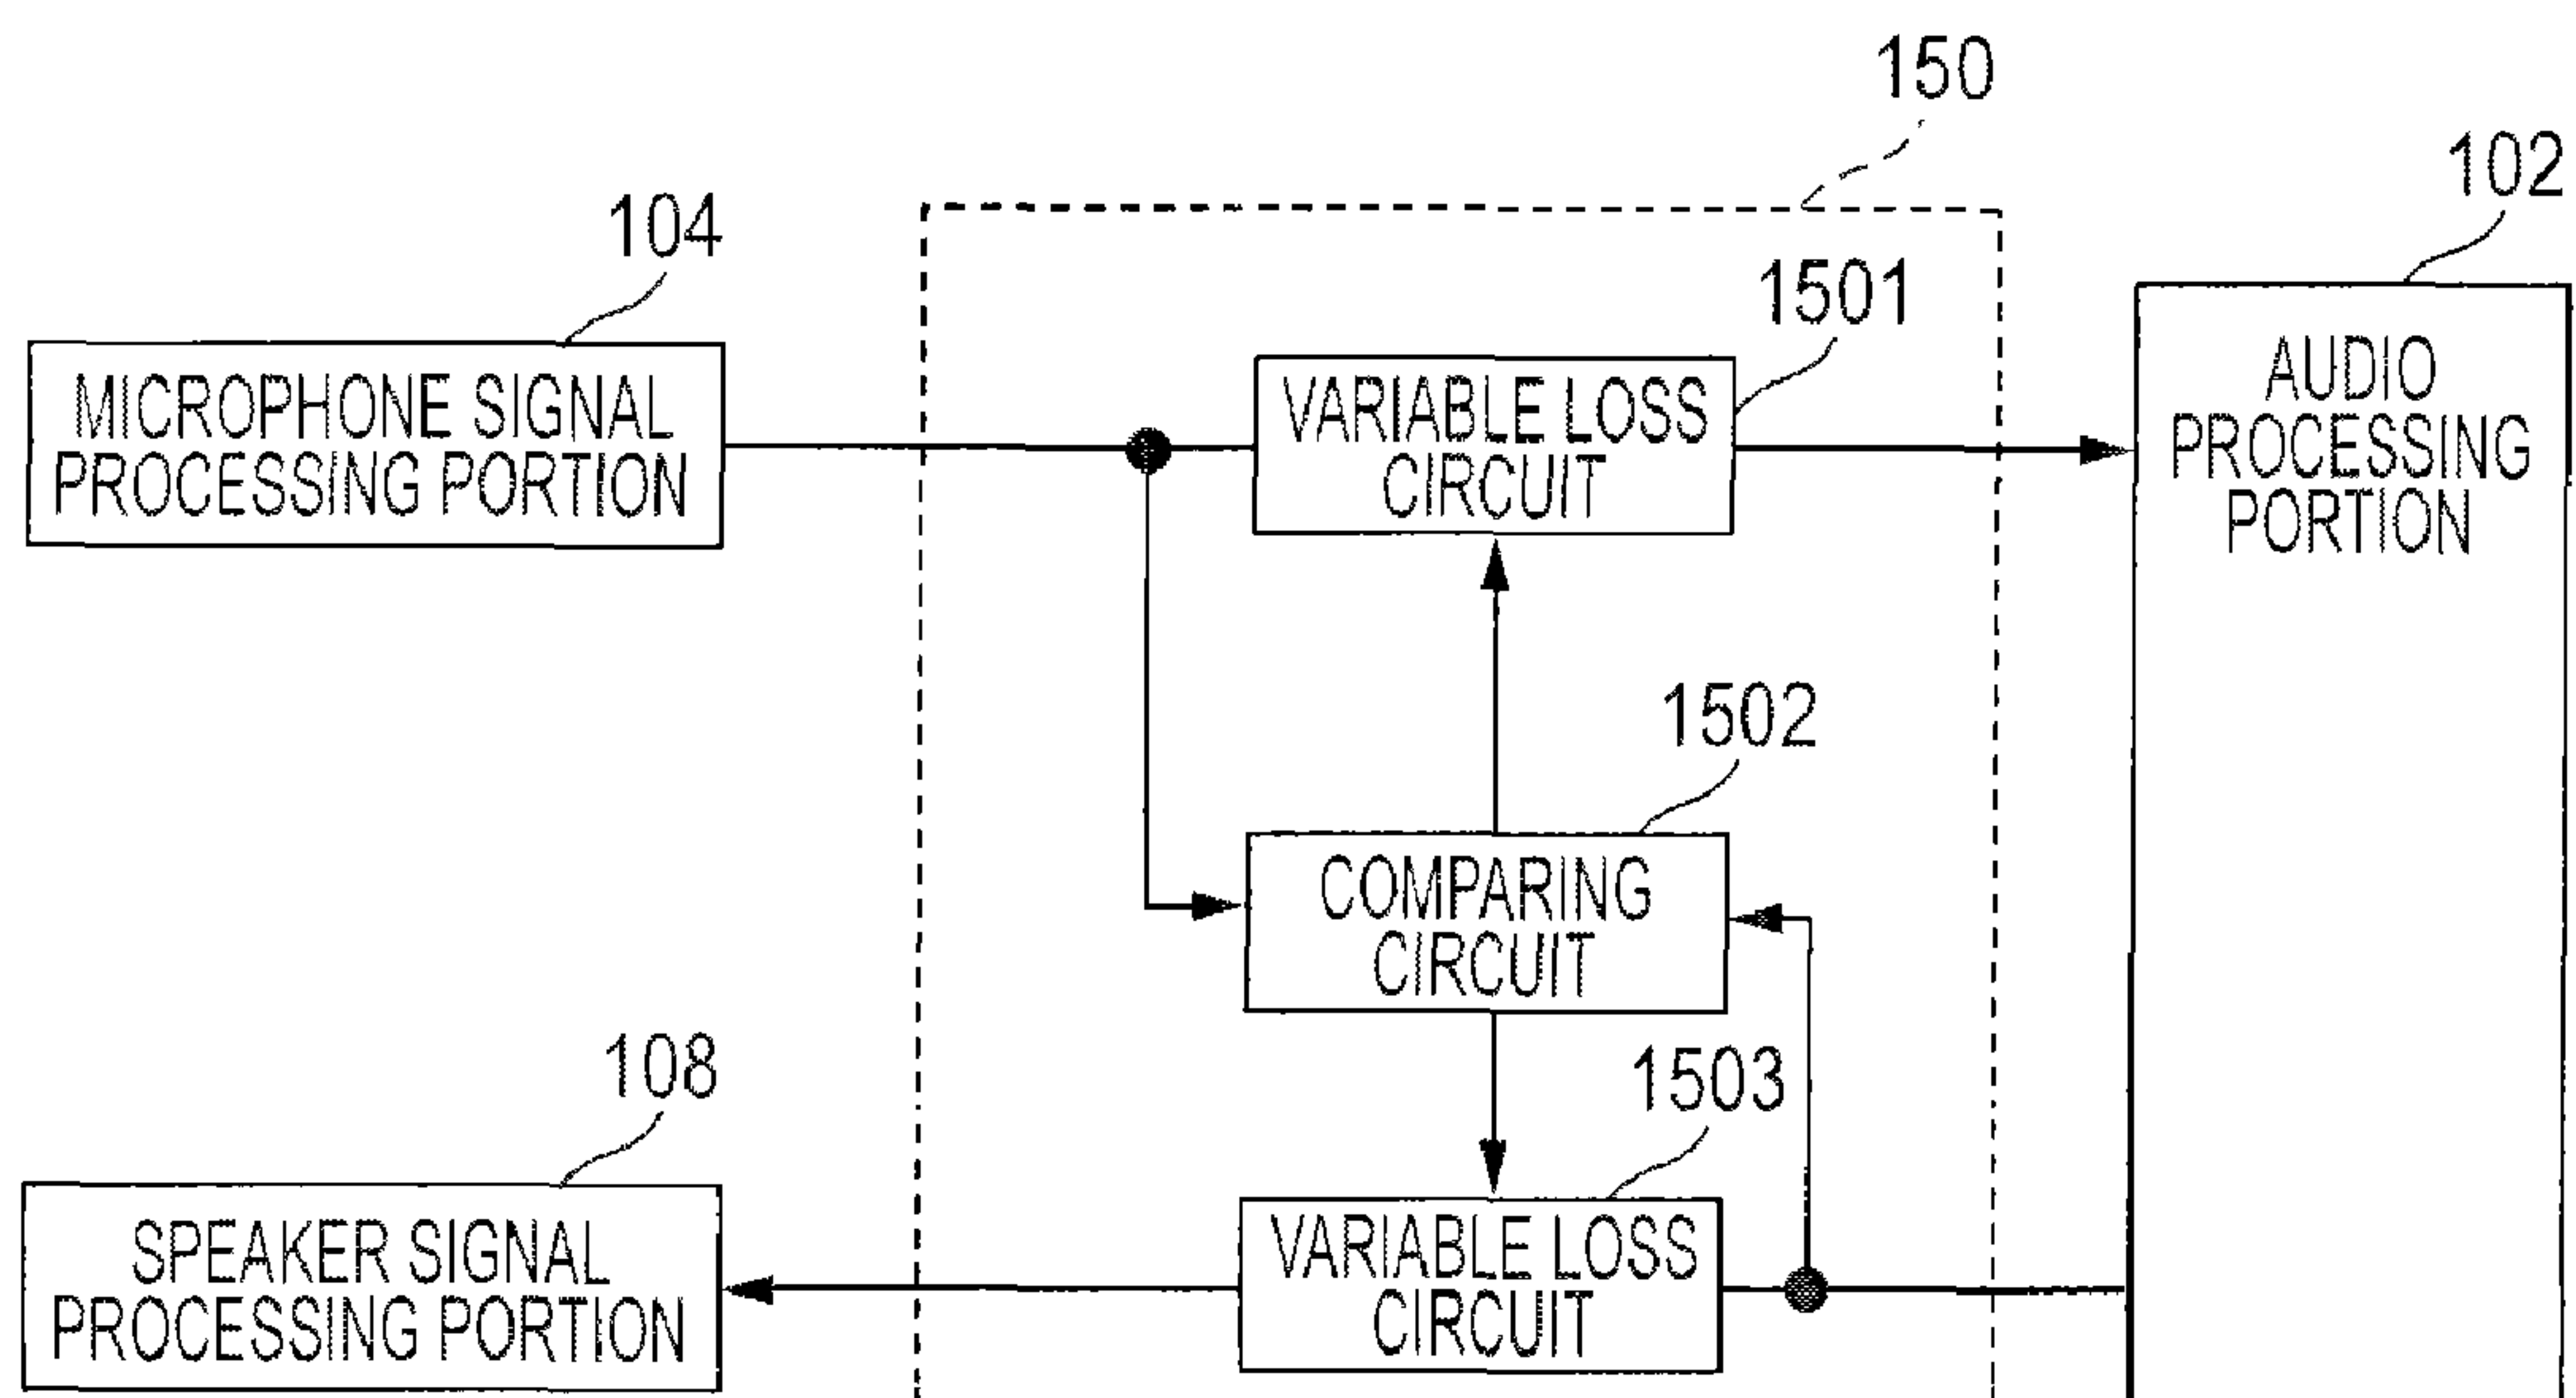 150
102
104
1501
MICROPHONE SIGNAL
PROCESSING PORTION
VARIABLE LOSS
CIRCUIT
AUDIO
PROCESSING
PORTION
1502
COMPARING
CIRCUIT
108
1503
SPEAKER SIGNAL
PROCESSING PORTION
VARIABLE LOSS
CIRCUIT